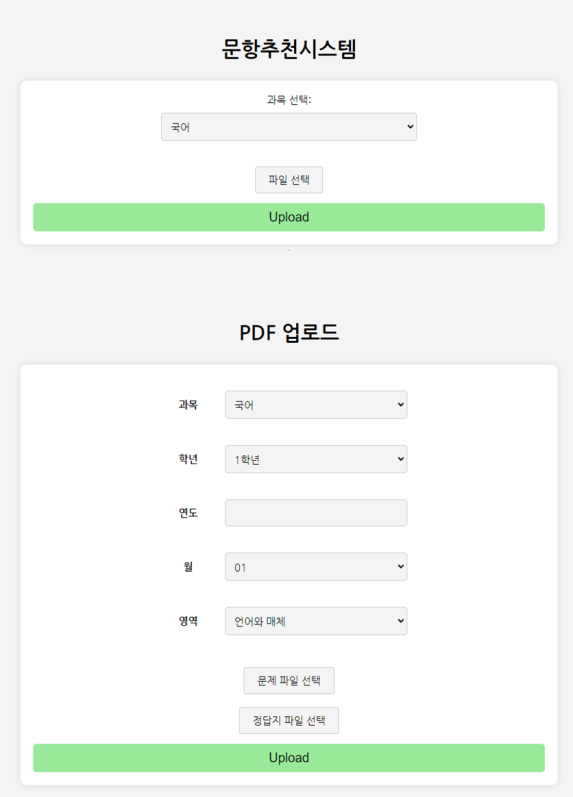 문항추천시스템
과목 선택:
국어
파일 선택
Upload
PDF 업로드
과목 국어
학년 1학년
연도
월 01
영역 언어와 매체
문제 파일 선택
정답지 파일 선택
Upload